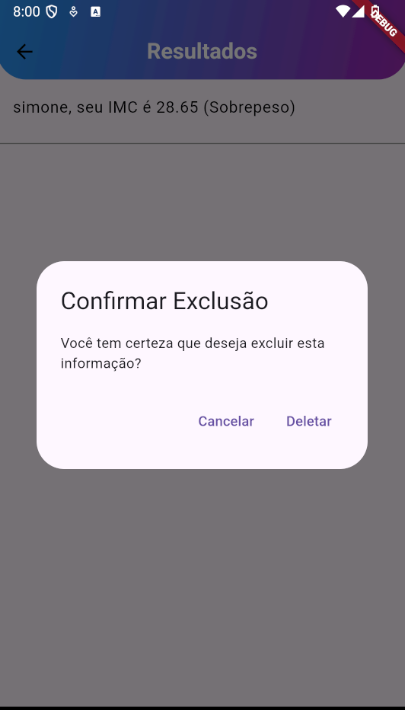 8:00
DEBUG
Resultados
simone, seu IMC é 28.65 (Sobrepeso)
Confirmar Exclusão
Você tem certeza que deseja excluir esta
informação?
Cancelar Deletar